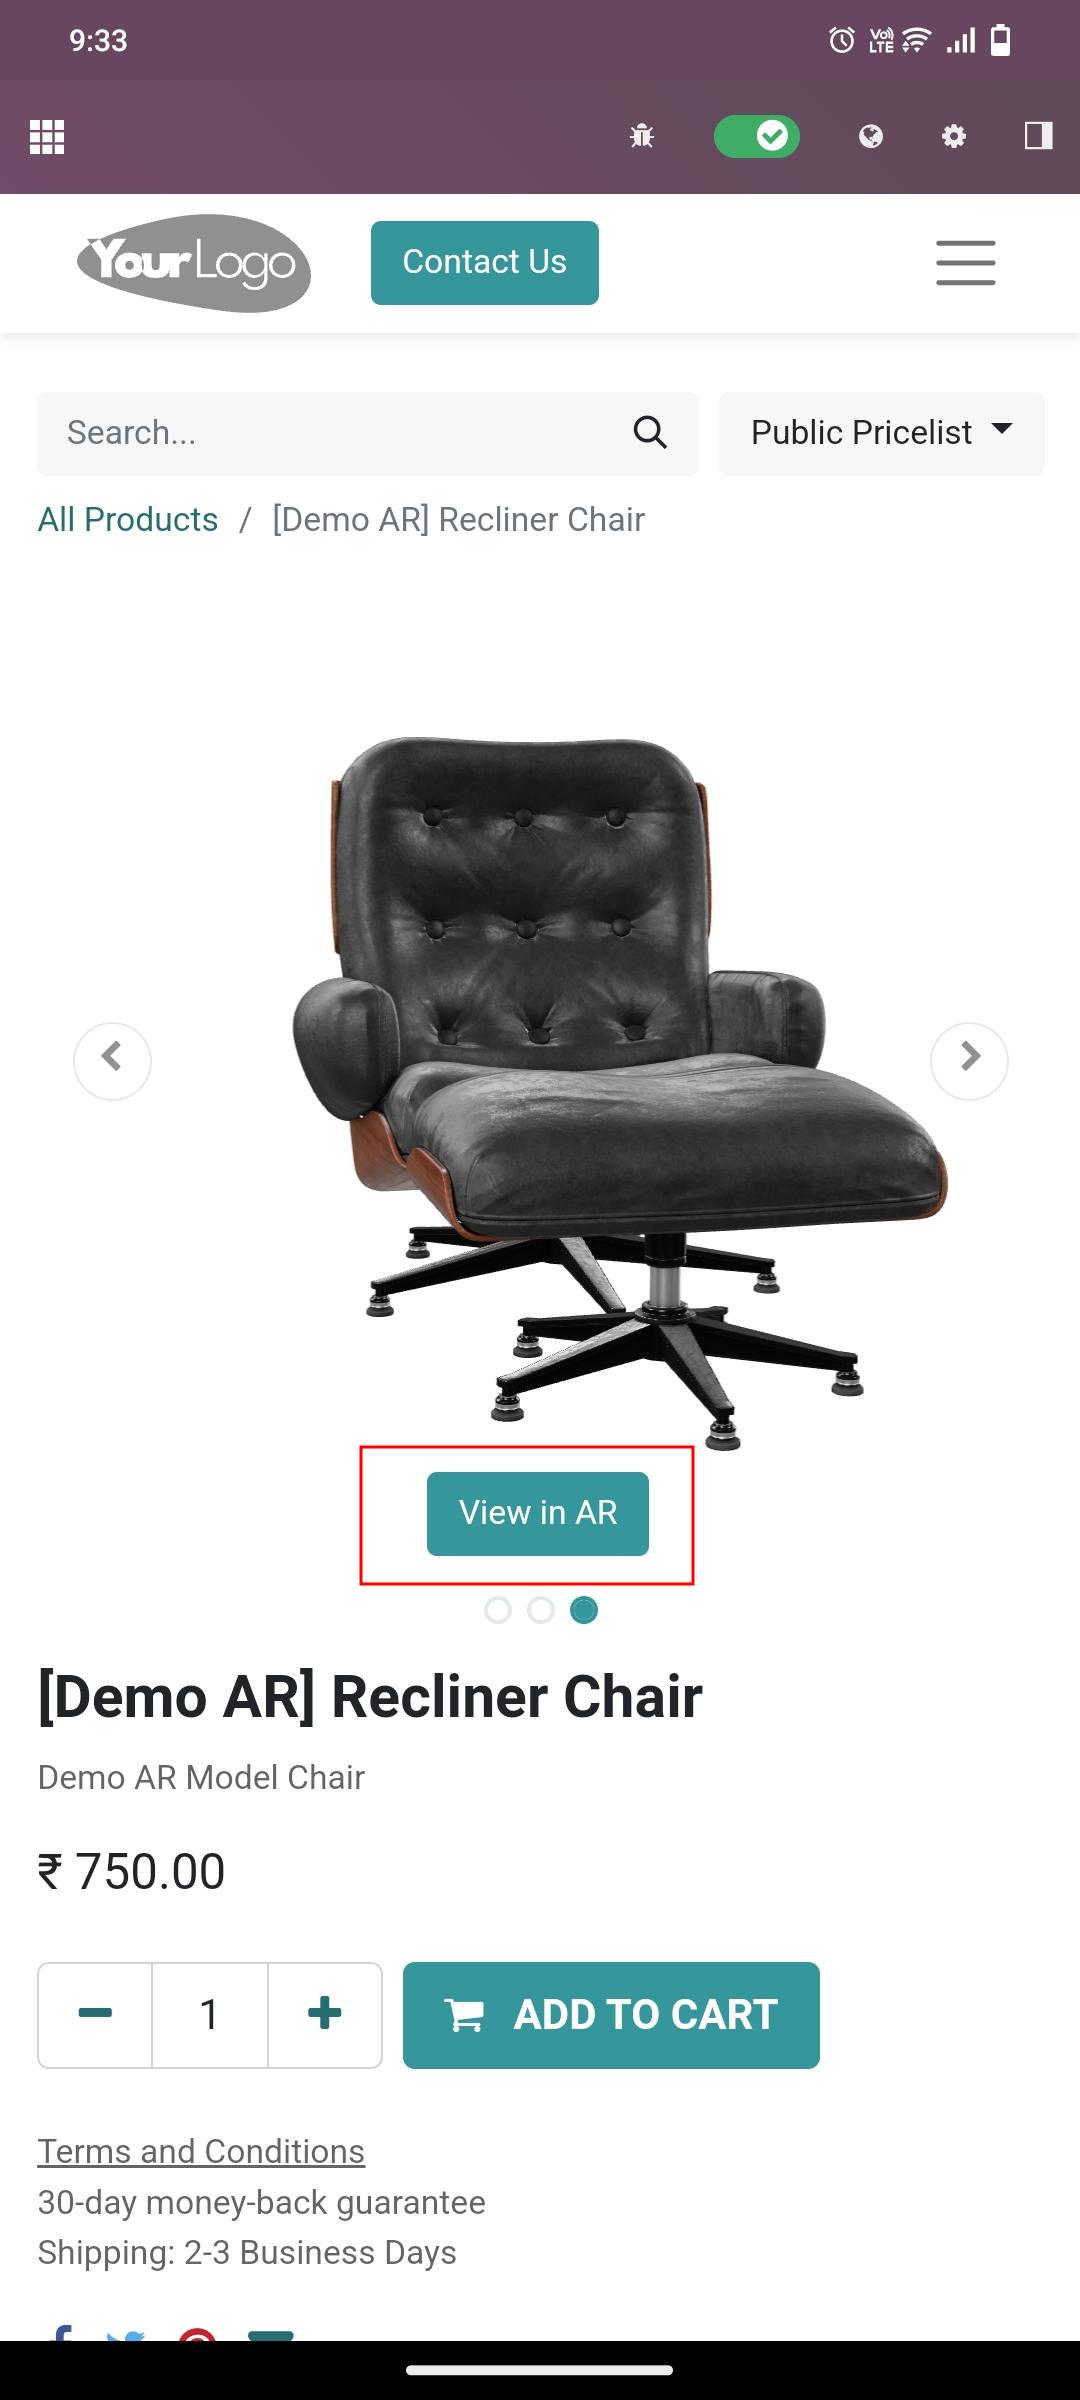 9:33
Vo)) LTE
YourLogo
Contact Us
Search...
Public Pricelist
All Products / [Demo AR] Recliner Chair
View in AR
[Demo AR] Recliner Chair
Demo AR Model Chair
₹ 750.00
1
ADD TO CART
Terms and Conditions
30-day money-back guarantee
Shipping: 2-3 Business Days